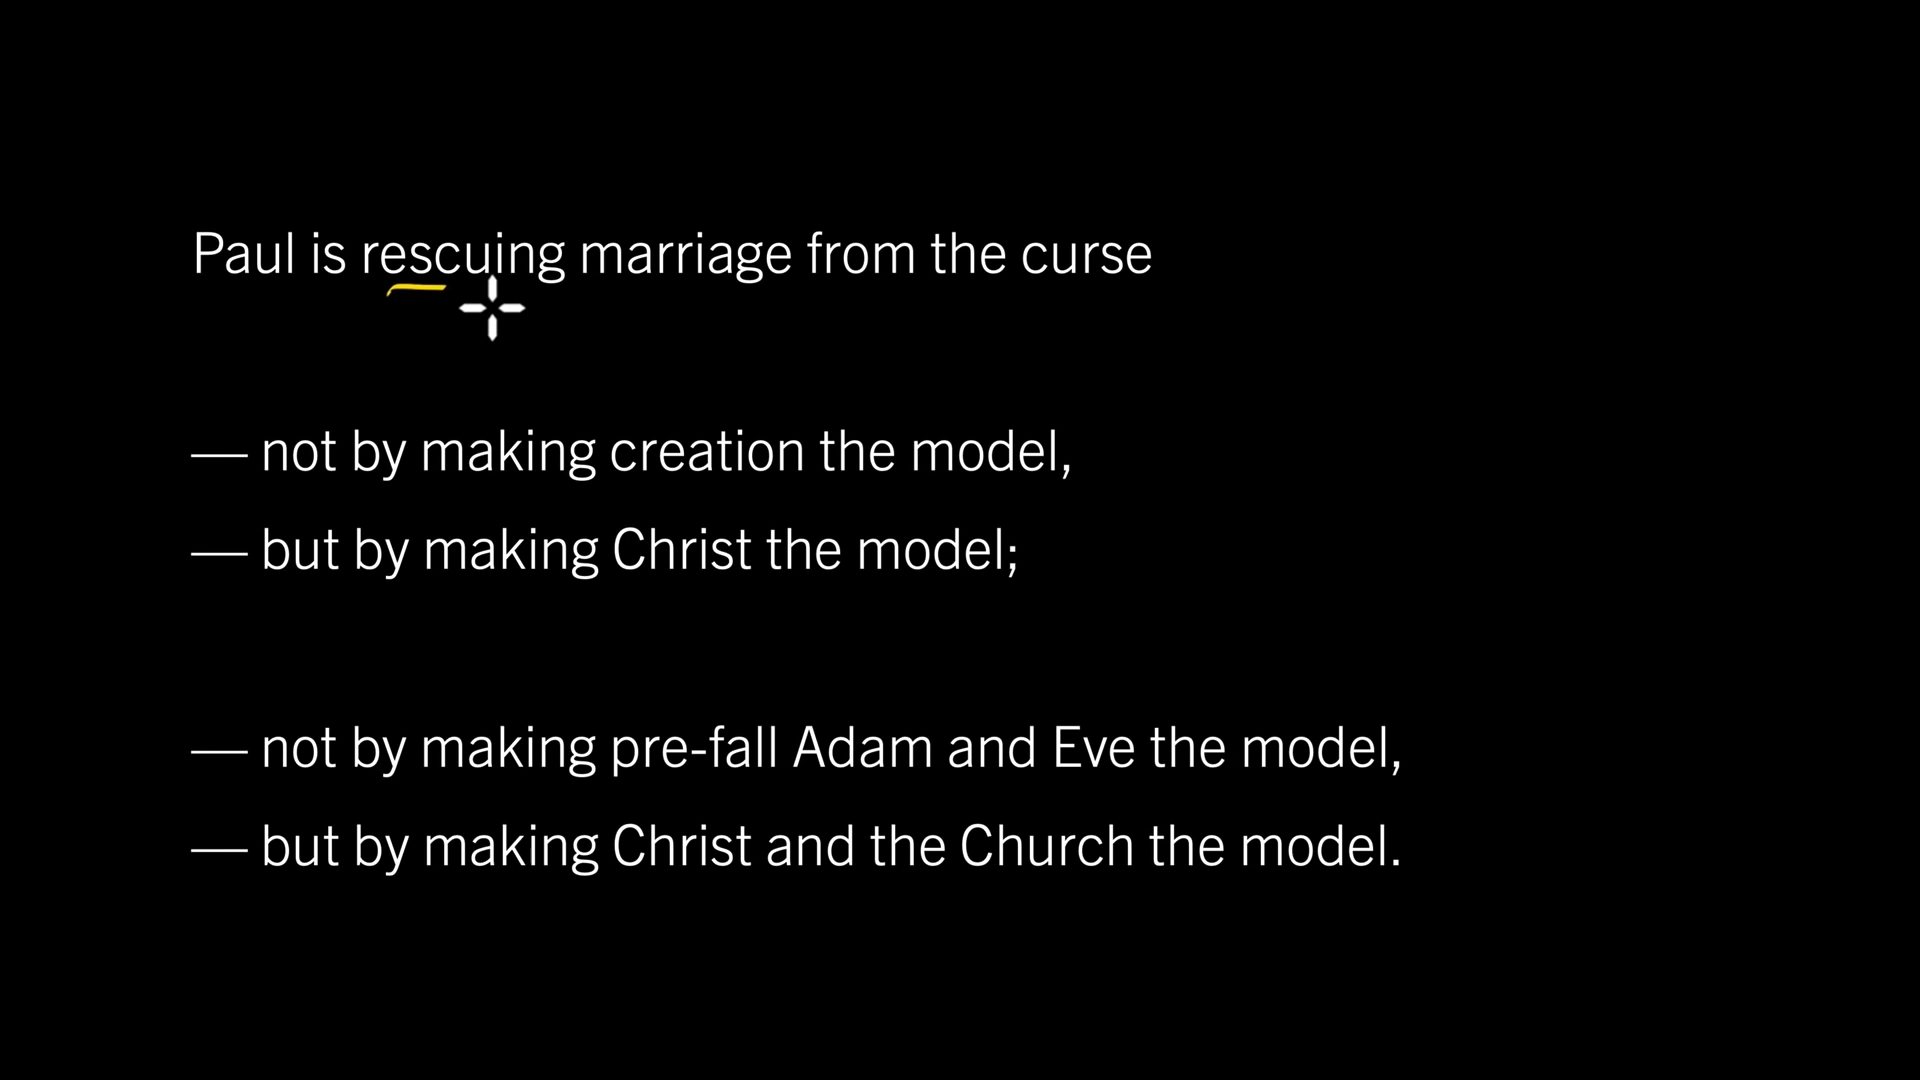 Paul is rescuing marriage from the curse
— not by making creation the model,
— but by making Christ the model;
— not by making pre-fall Adam and Eve the model,
— but by making Christ and the Church the model.